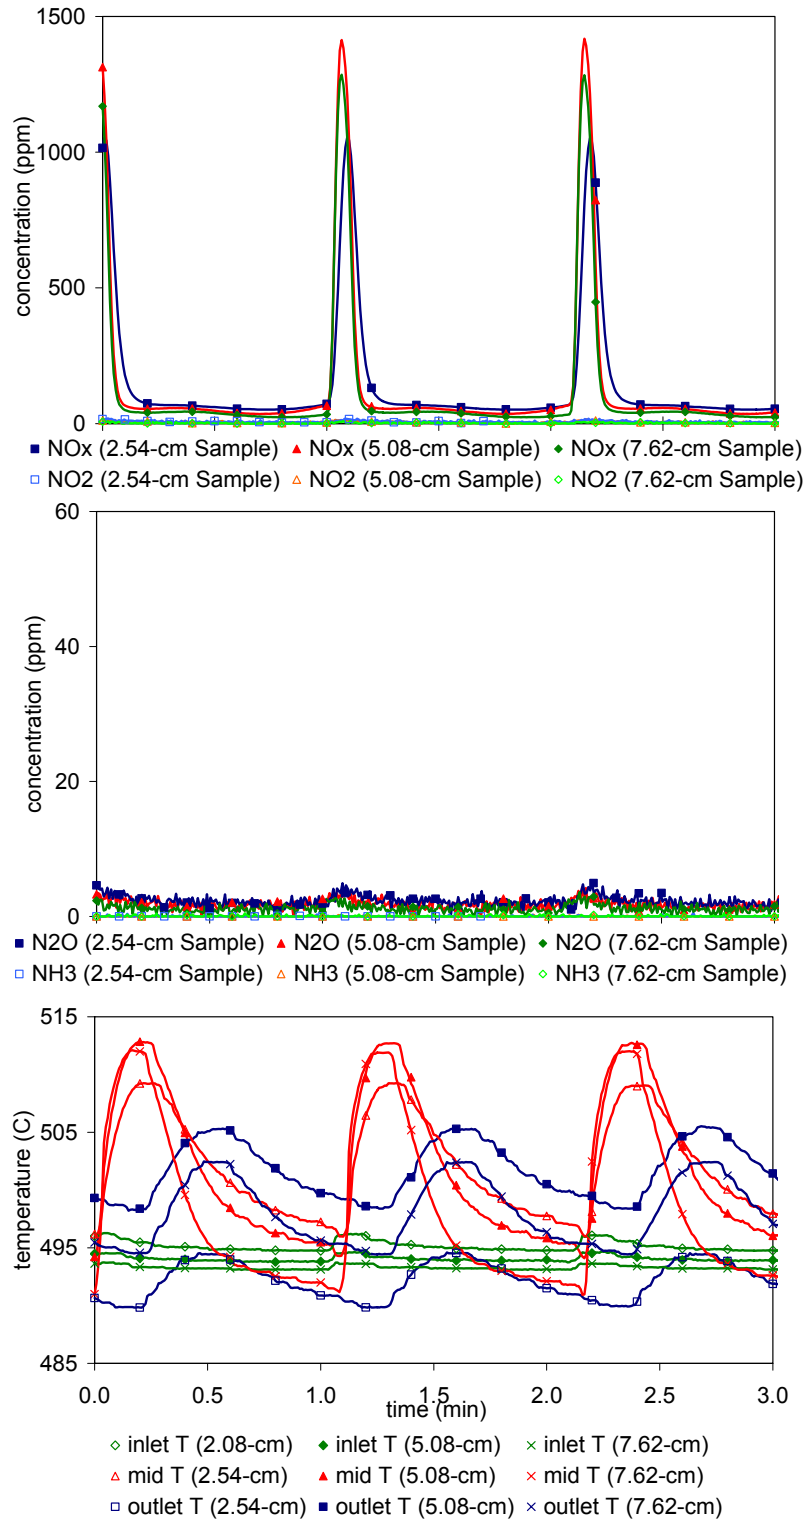 1500
1000
500
0
concentration (ppm)
NOx (2.54-cm Sample) NOx (5.08-cm Sample) NOx (7.62-cm Sample)
NO2 (2.54-cm Sample) NO2 (5.08-cm Sample) NO2 (7.62-cm Sample)
60
40
20
0
concentration (ppm)
N2O (2.54-cm Sample) N2O (5.08-cm Sample) N2O (7.62-cm Sample)
NH3 (2.54-cm Sample) NH3 (5.08-cm Sample) NH3 (7.62-cm Sample)
515
505
495
485
temperature (C)
0.0 0.5 1.0 1.5 2.0 2.5 3.0
time (min)
inlet T (2.08-cm) inlet T (5.08-cm) inlet T (7.62-cm)
mid T (2.54-cm) mid T (5.08-cm) mid T (7.62-cm)
outlet T (2.54-cm) outlet T (5.08-cm) outlet T (7.62-cm)